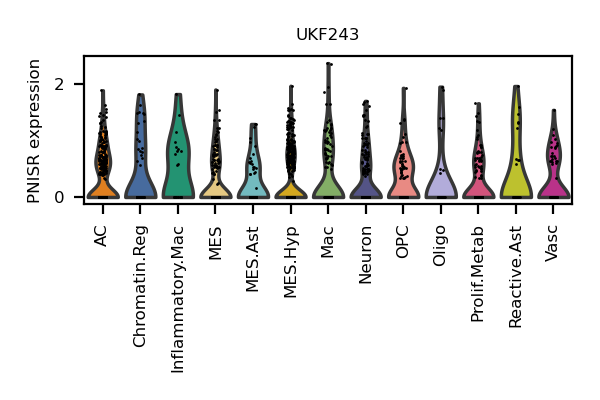 UKF243
PNISR expression
2
0
AC
Chromatin.Reg
Inflammatory.Mac
MES
MES.Ast
MES.Hyp
Mac
Neuron
OPC
Oligo
Prolif.Metab
Reactive.Ast
Vasc